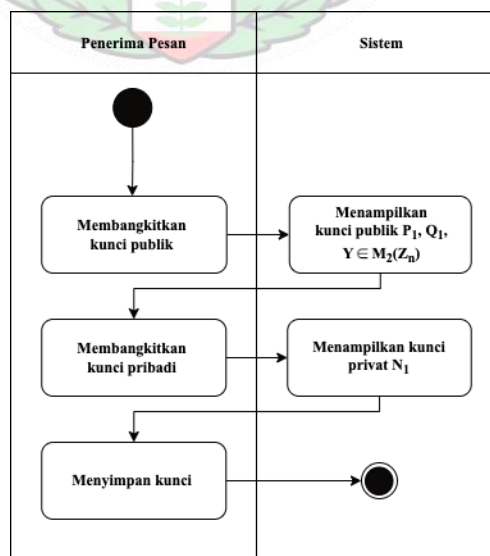 Penerima Pesan
Sistem
Membangkitkan
kunci publik
Menampilkan
kunci publik P₁, Q₁,
Y ∈ M₂(Zₙ)
Membangkitkan
kunci pribadi
Menampilkan kunci
privat N₁
Menyimpan kunci